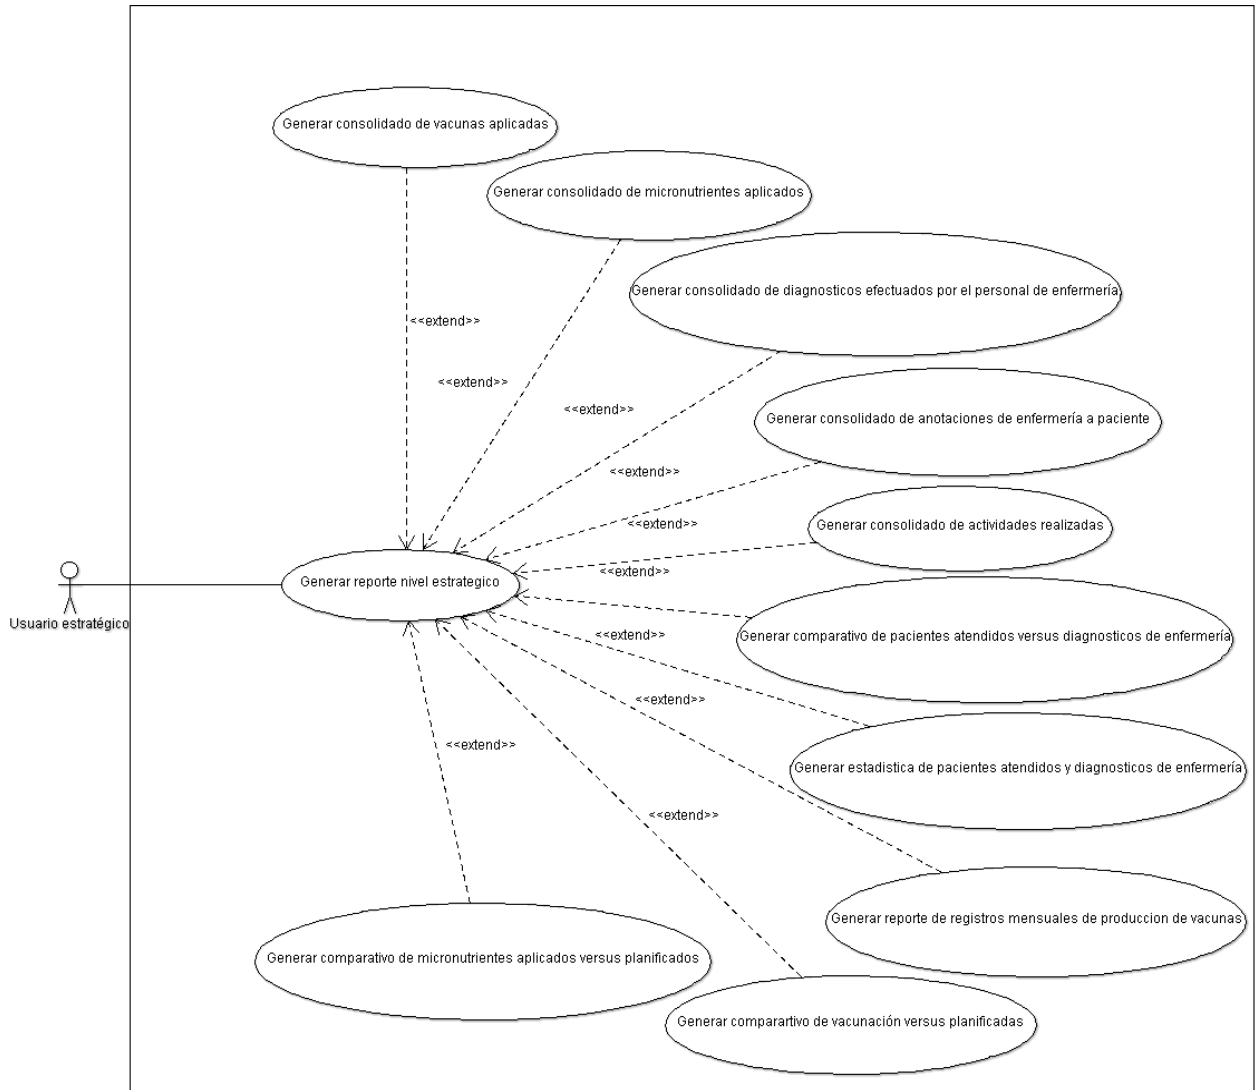 Generar consolidado de vacunas aplicadas
Generar consolidado de micronutrientes aplicados
Generar consolidado de diagnosticos efectuados por el personal de enfermería
<<extend>>
<<extend>>
<<extend>>
Generar consolidado de anotaciones de enfermería a paciente
<<extend>>
Generar consolidado de actividades realizadas
<<extend>>
Generar reporte nivel estrategico
<<extend>>
Usuario estratégico
Generar comparativo de pacientes atendidos versus diagnosticos de enfermería
<<extend>>
<<extend>>
<<extend>>
Generar estadistica de pacientes atendidos y diagnosticos de enfermería
<<extend>>
Generar reporte de registros mensuales de produccion de vacunas
Generar comparativo de micronutrientes aplicados versus planificados
Generar comparartivo de vacunación versus planificadas